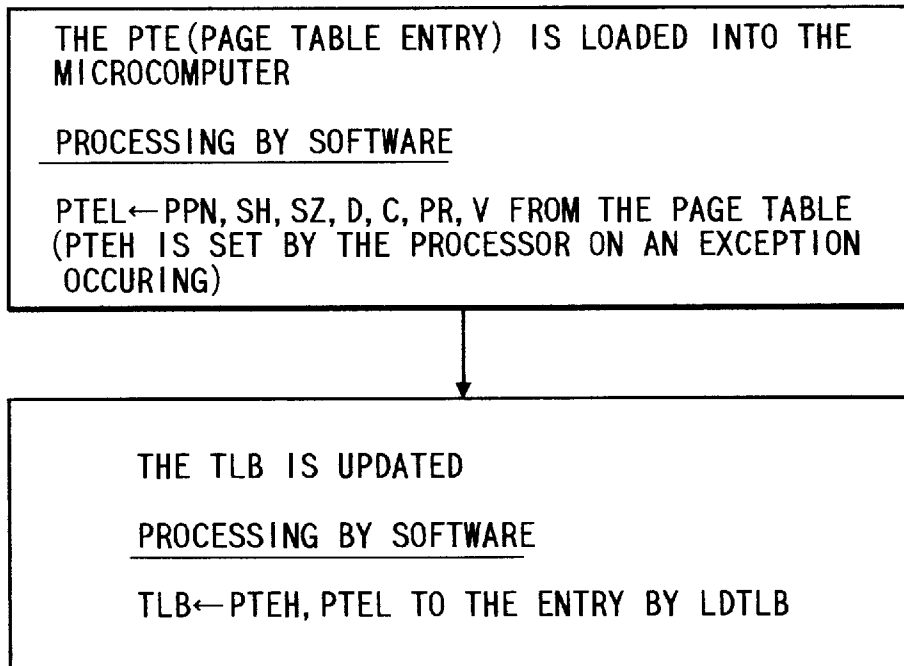 THE PTE(PAGE TABLE ENTRY) IS LOADED INTO THE
MICROCOMPUTER
PROCESSING BY SOFTWARE
PTEL←PPN, SH, SZ, D, C, PR, V FROM THE PAGE TABLE
(PTEH IS SET BY THE PROCESSOR ON AN EXCEPTION
OCCURING)
THE TLB IS UPDATED
PROCESSING BY SOFTWARE
TLB←PTEH, PTEL TO THE ENTRY BY LDTLB